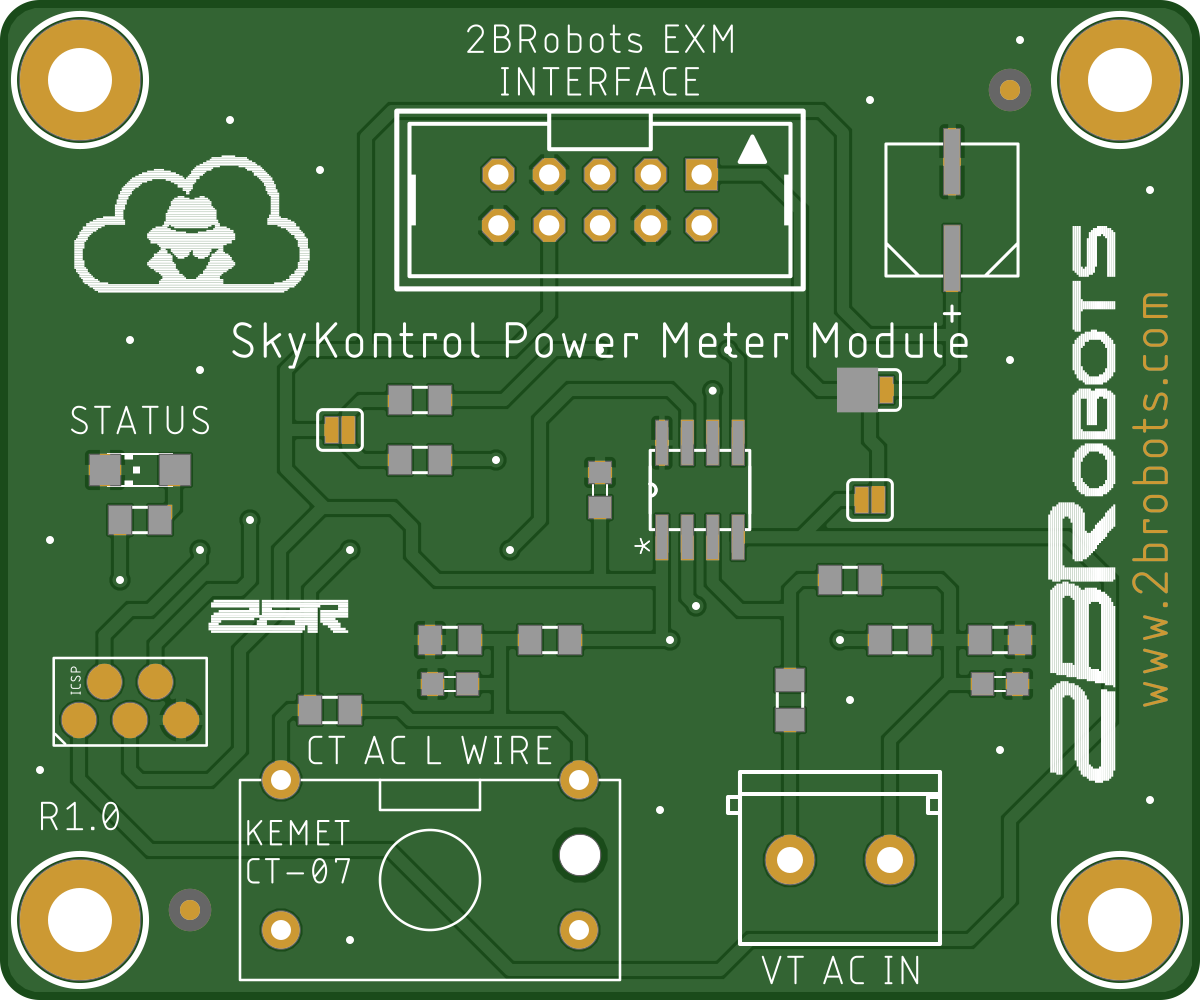 2BRobots EXM
INTERFACE
SkyKontrol Power Meter Module
+
STATUS
*
ICSP
CT AC L WIRE
R1.0
KEMET
CT-07
VT AC IN
2BROBOTS
www.2brobots.com